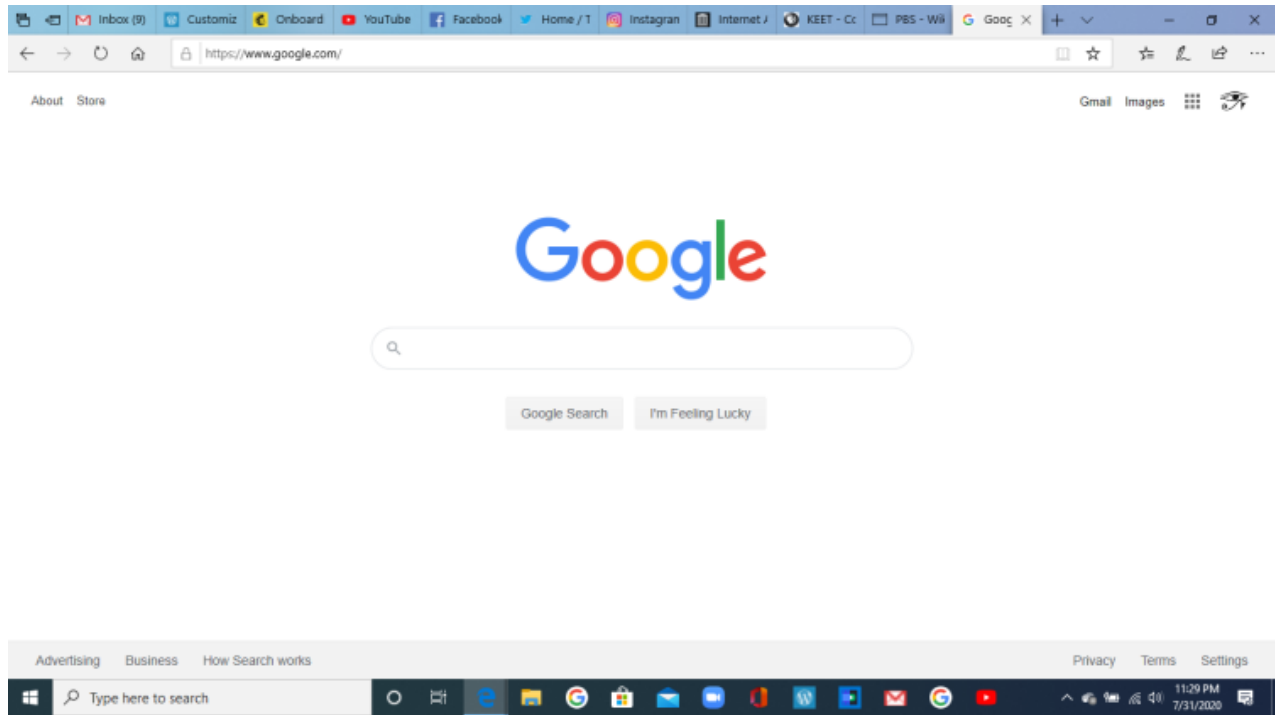 Inbox (9) Customiz Onboard YouTube Facebook Home / T Instagran Internet A KEET - Cc PBS - Wik Goog
https://www.google.com/
About Store Gmail Images
Google
Google Search I'm Feeling Lucky
Advertising Business How Search works Privacy Terms Settings
Type here to search 11:29 PM
7/31/2020